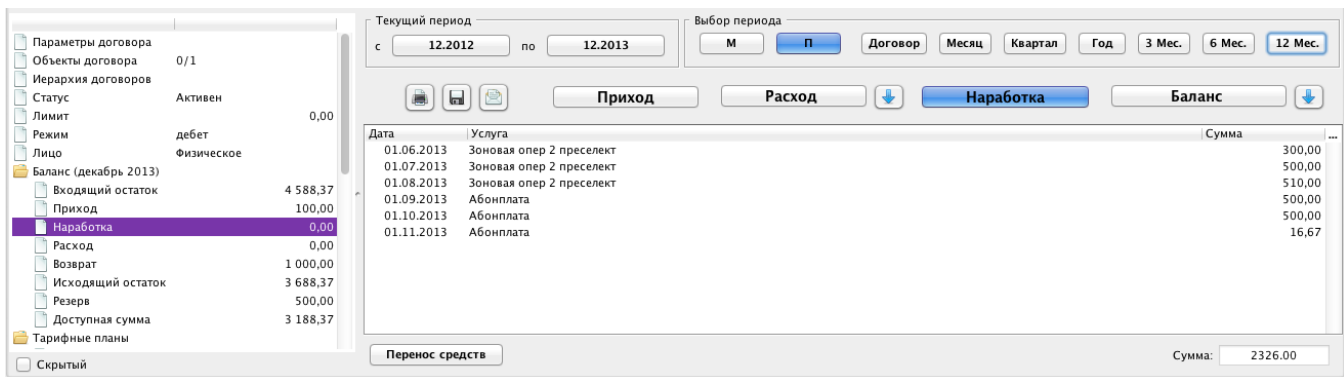 Параметры договора
Объекты договора 0/1
Иерархия договоров
Статус Активен
Лимит 0,00
Режим дебет
Лицо Физическое
Баланс (декабрь 2013)
Входящий остаток 4 588,37
Приход 100,00
Наработка 0,00
Расход 0,00
Возврат 1 000,00
Исходящий остаток 3 688,37
Резерв 500,00
Доступная сумма 3 188,37
Тарифные планы
Скрытый
Текущий период
с 12.2012 по 12.2013
Выбор периода
М П Договор Месяц Квартал Год 3 Мес. 6 Мес. 12 Мес.
Приход Расход Наработка Баланс
Дата Услуга Сумма ...
01.06.2013 Зоновая опер 2 преселект 300,00
01.07.2013 Зоновая опер 2 преселект 500,00
01.08.2013 Зоновая опер 2 преселект 510,00
01.09.2013 Абонплата 500,00
01.10.2013 Абонплата 500,00
01.11.2013 Абонплата 16,67
Перенос средств
Сумма: 2326.00